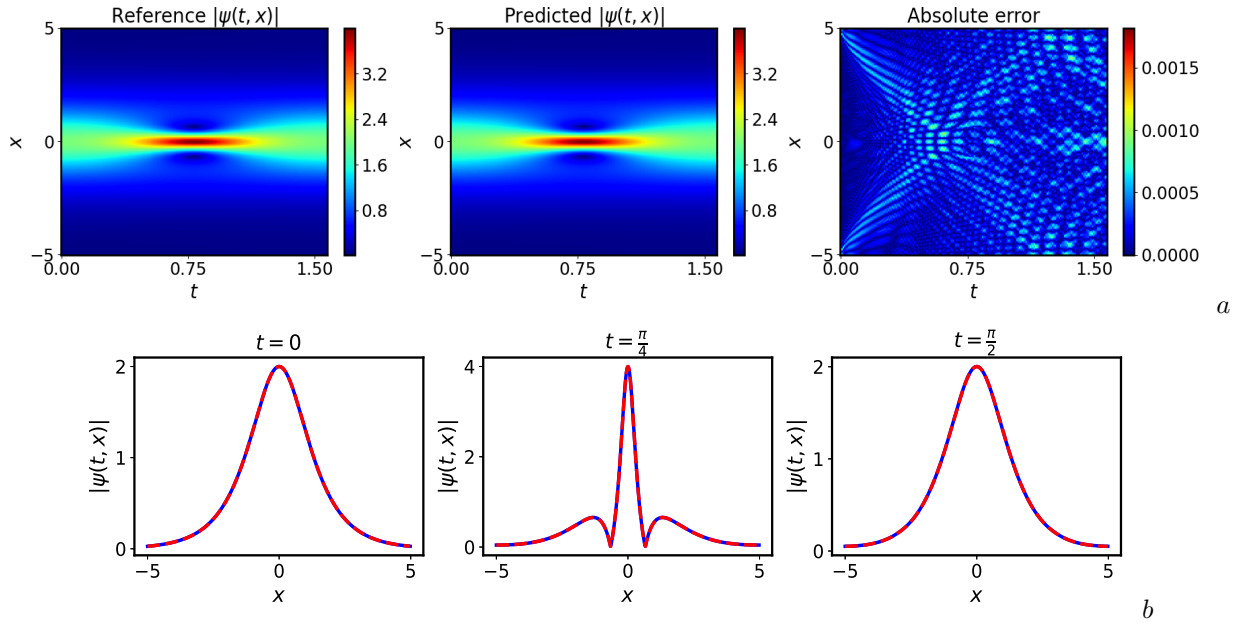 Reference |ψ(t, x)|
5
0
−5
x
0.00
0.75
1.50
t
3.2
2.4
1.6
0.8
Predicted |ψ(t, x)|
5
0
−5
x
0.00
0.75
1.50
t
3.2
2.4
1.6
0.8
Absolute error
5
0
−5
x
0.00
0.75
1.50
t
0.0015
0.0010
0.0005
0.0000
a
t = 0
2
1
0
|ψ(t, x)|
−5
0
5
x
t = π/4
4
2
0
|ψ(t, x)|
−5
0
5
x
t = π/2
2
1
0
|ψ(t, x)|
−5
0
5
x
b